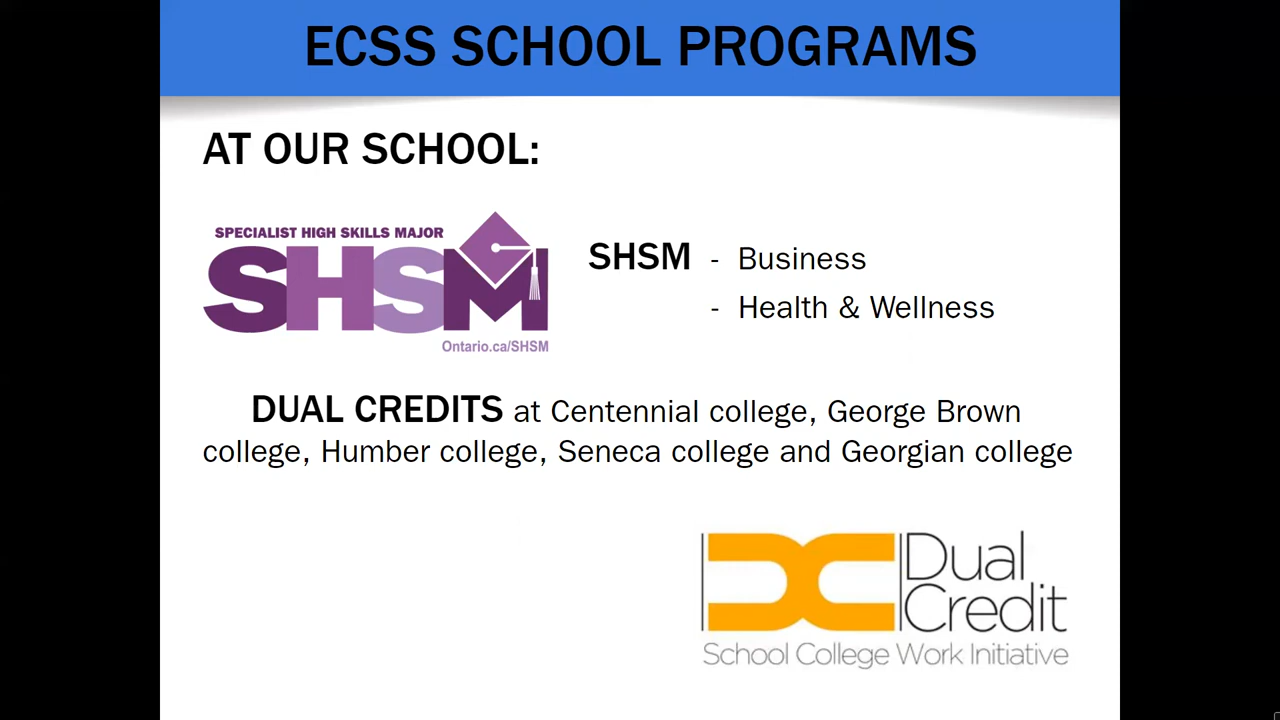 ECSS SCHOOL PROGRAMS
AT OUR SCHOOL:
SPECIALIST HIGH SKILLS MAJOR
SHSM
Ontario.ca/SHSM
SHSM - Business
- Health & Wellness
DUAL CREDITS at Centennial college, George Brown
college, Humber college, Seneca college and Georgian college
DC Dual
Credit
School College Work Initiative